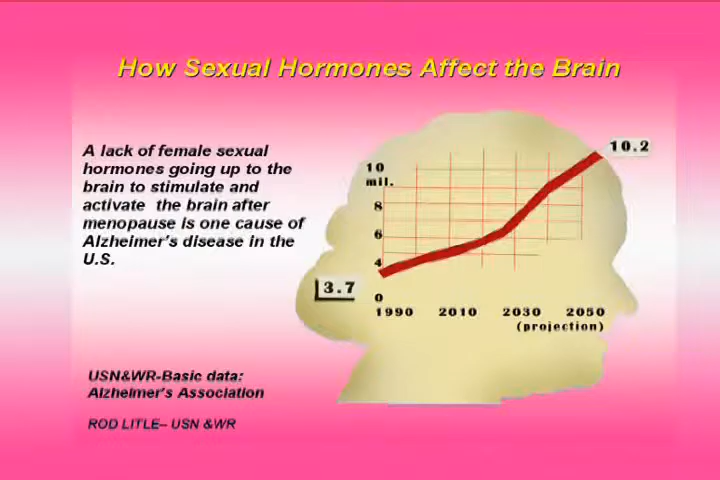 How Sexual Hormones Affect the Brain
A lack of female sexual
hormones going up to the
brain to stimulate and
activate the brain after
menopause is one cause of
Alzheimer's disease in the
U.S.
10.2
10
mil.
8
6
4
3.7
0
1990 2010 2030 2050
(projection)
USN&WR-Basic data:
Alzheimer's Association
ROD LITLE– USN &WR